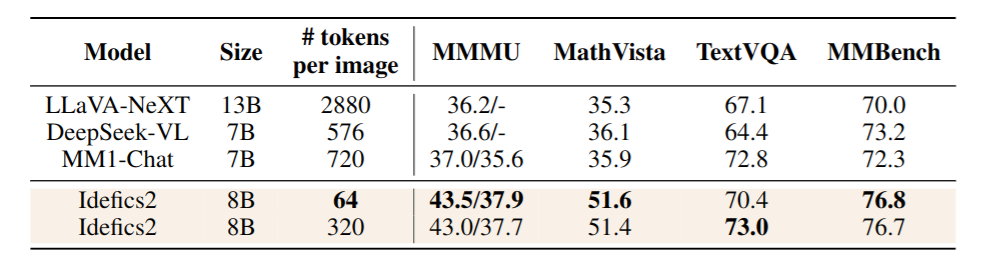 Model Size # tokens per image MMMU MathVista TextVQA MMBench
LLaVA-NeXT 13B 2880 36.2/- 35.3 67.1 70.0
DeepSeek-VL 7B 576 36.6/- 36.1 64.4 73.2
MM1-Chat 7B 720 37.0/35.6 35.9 72.8 72.3
Idefics2 8B 64 43.5/37.9 51.6 70.4 76.8
Idefics2 8B 320 43.0/37.7 51.4 73.0 76.7